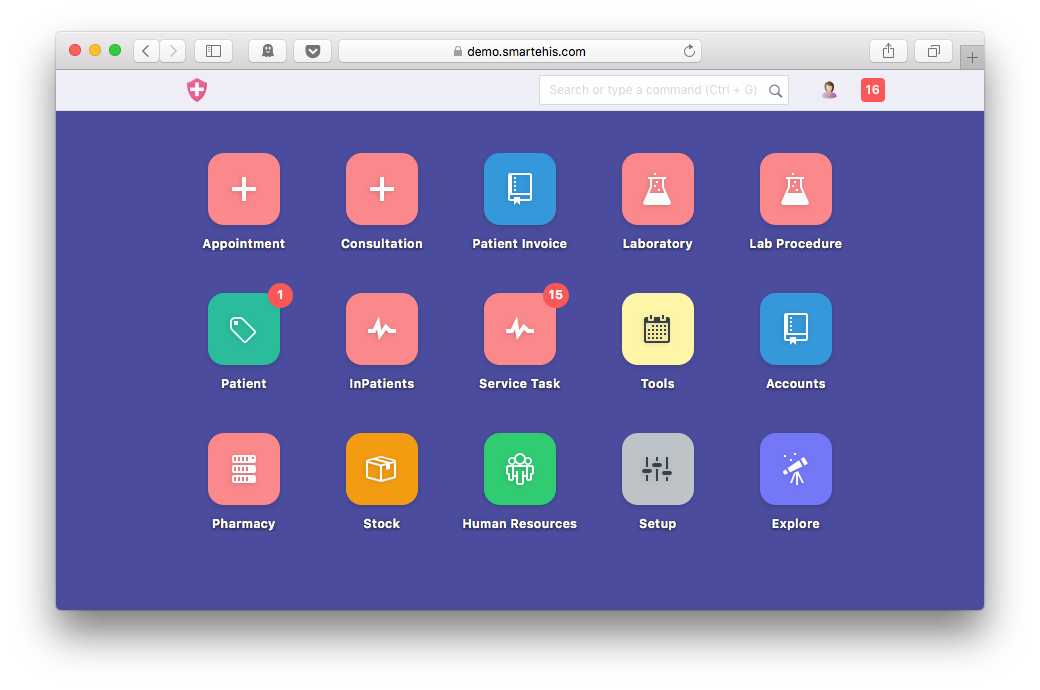 demo.smartehis.com
Search or type a command (Ctrl + G)
16
Appointment
Consultation
Patient Invoice
Laboratory
Lab Procedure
1
15
Patient
InPatients
Service Task
Tools
Accounts
Pharmacy
Stock
Human Resources
Setup
Explore